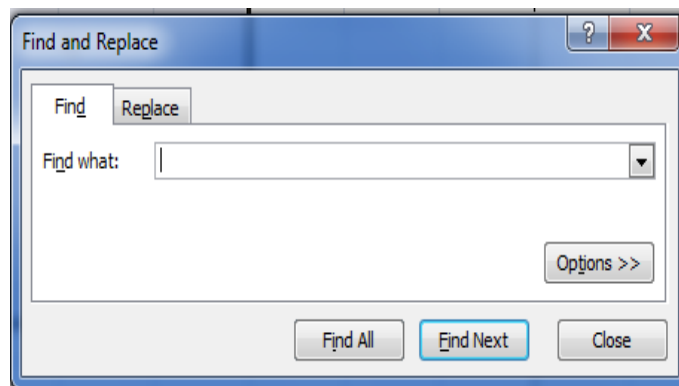 Find and Replace ? X
Find Replace
Find what:
Options >>
Find All Find Next Close